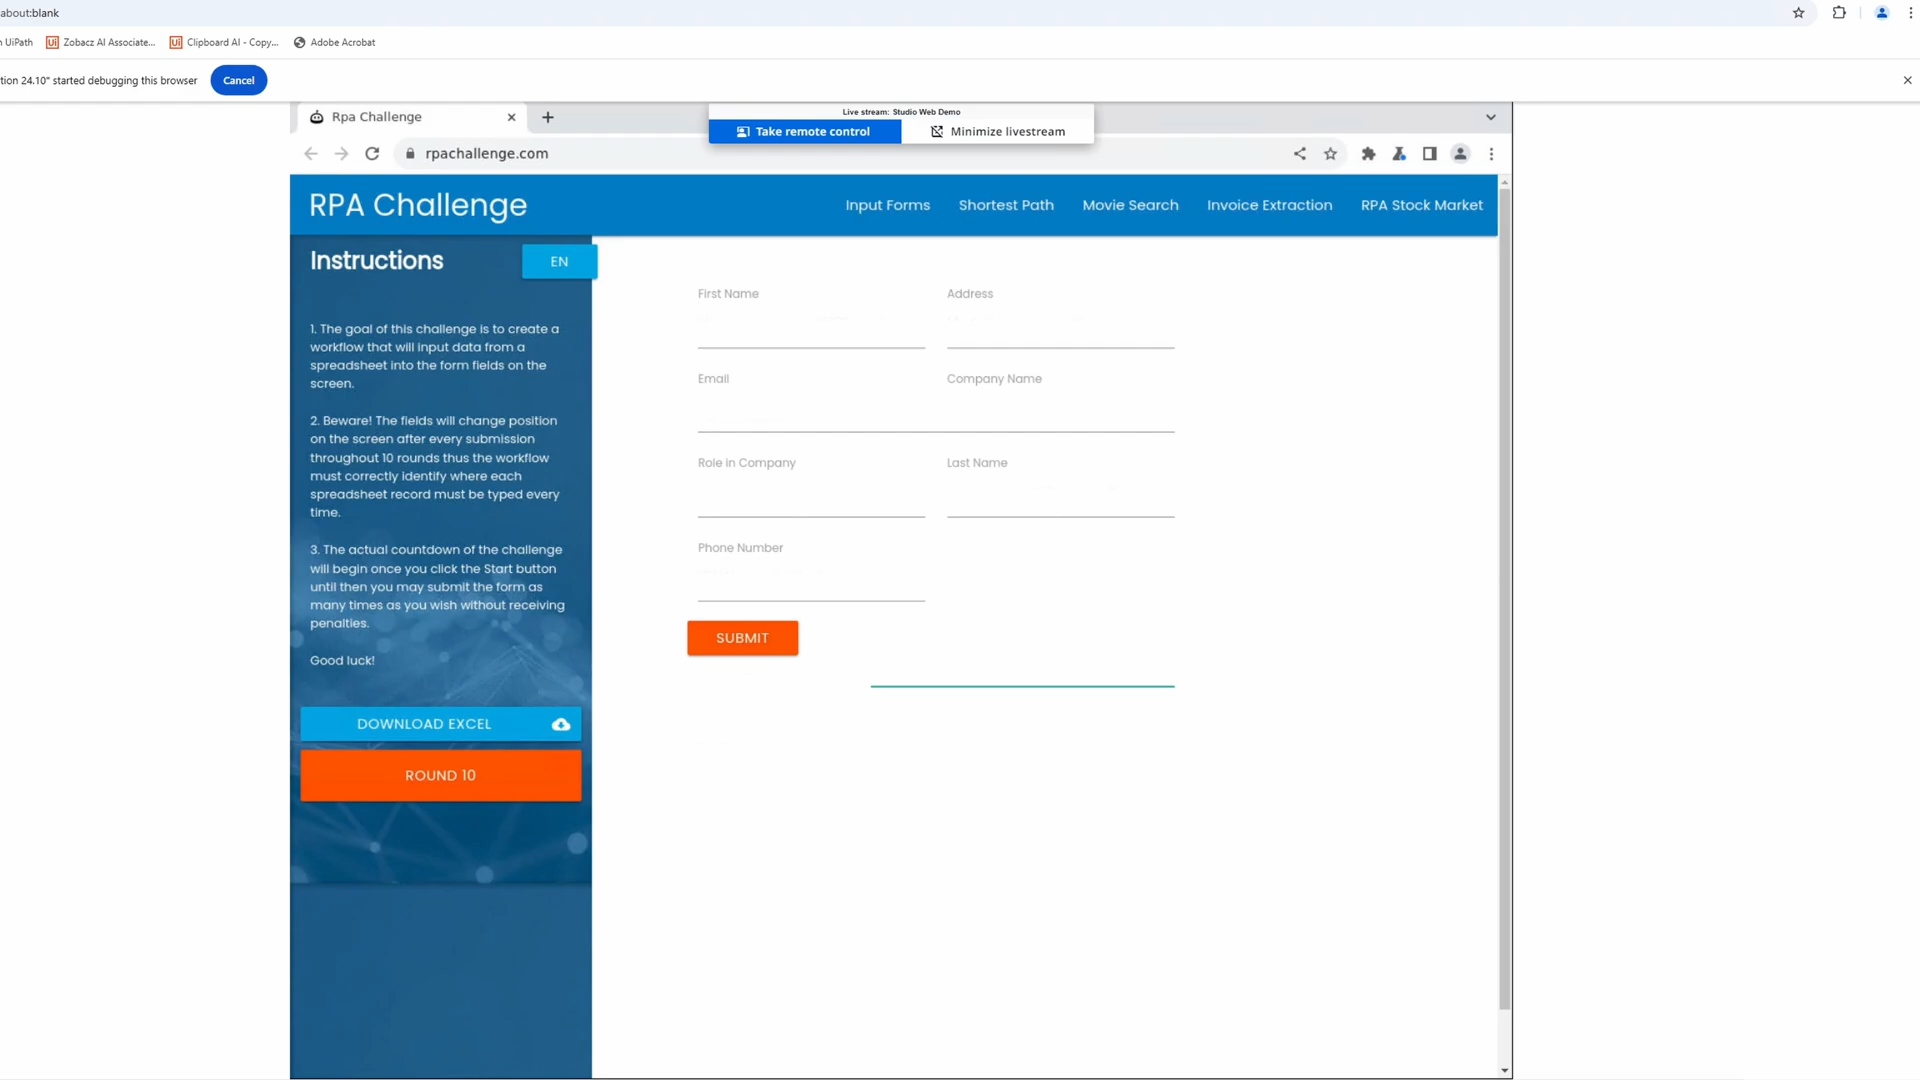 about:blank
UiPath
Zobacz AI Associate...
Clipboard AI - Copy...
Adobe Acrobat
tion 24.10" started debugging this browser
Cancel
Rpa Challenge
Live stream: Studio Web Demo
Take remote control
Minimize livestream
rpachallenge.com
RPA Challenge
Input Forms
Shortest Path
Movie Search
Invoice Extraction
RPA Stock Market
Instructions
EN
1. The goal of this challenge is to create a
workflow that will input data from a
spreadsheet into the form fields on the
screen.
2. Beware! The fields will change position
on the screen after every submission
throughout 10 rounds thus the workflow
must correctly identify where each
spreadsheet record must be typed every
time.
3. The actual countdown of the challenge
will begin once you click the Start button
until then you may submit the form as
many times as you wish without receiving
penalties.
Good luck!
DOWNLOAD EXCEL
ROUND 10
First Name
Address
Email
Company Name
Role in Company
Last Name
Phone Number
SUBMIT